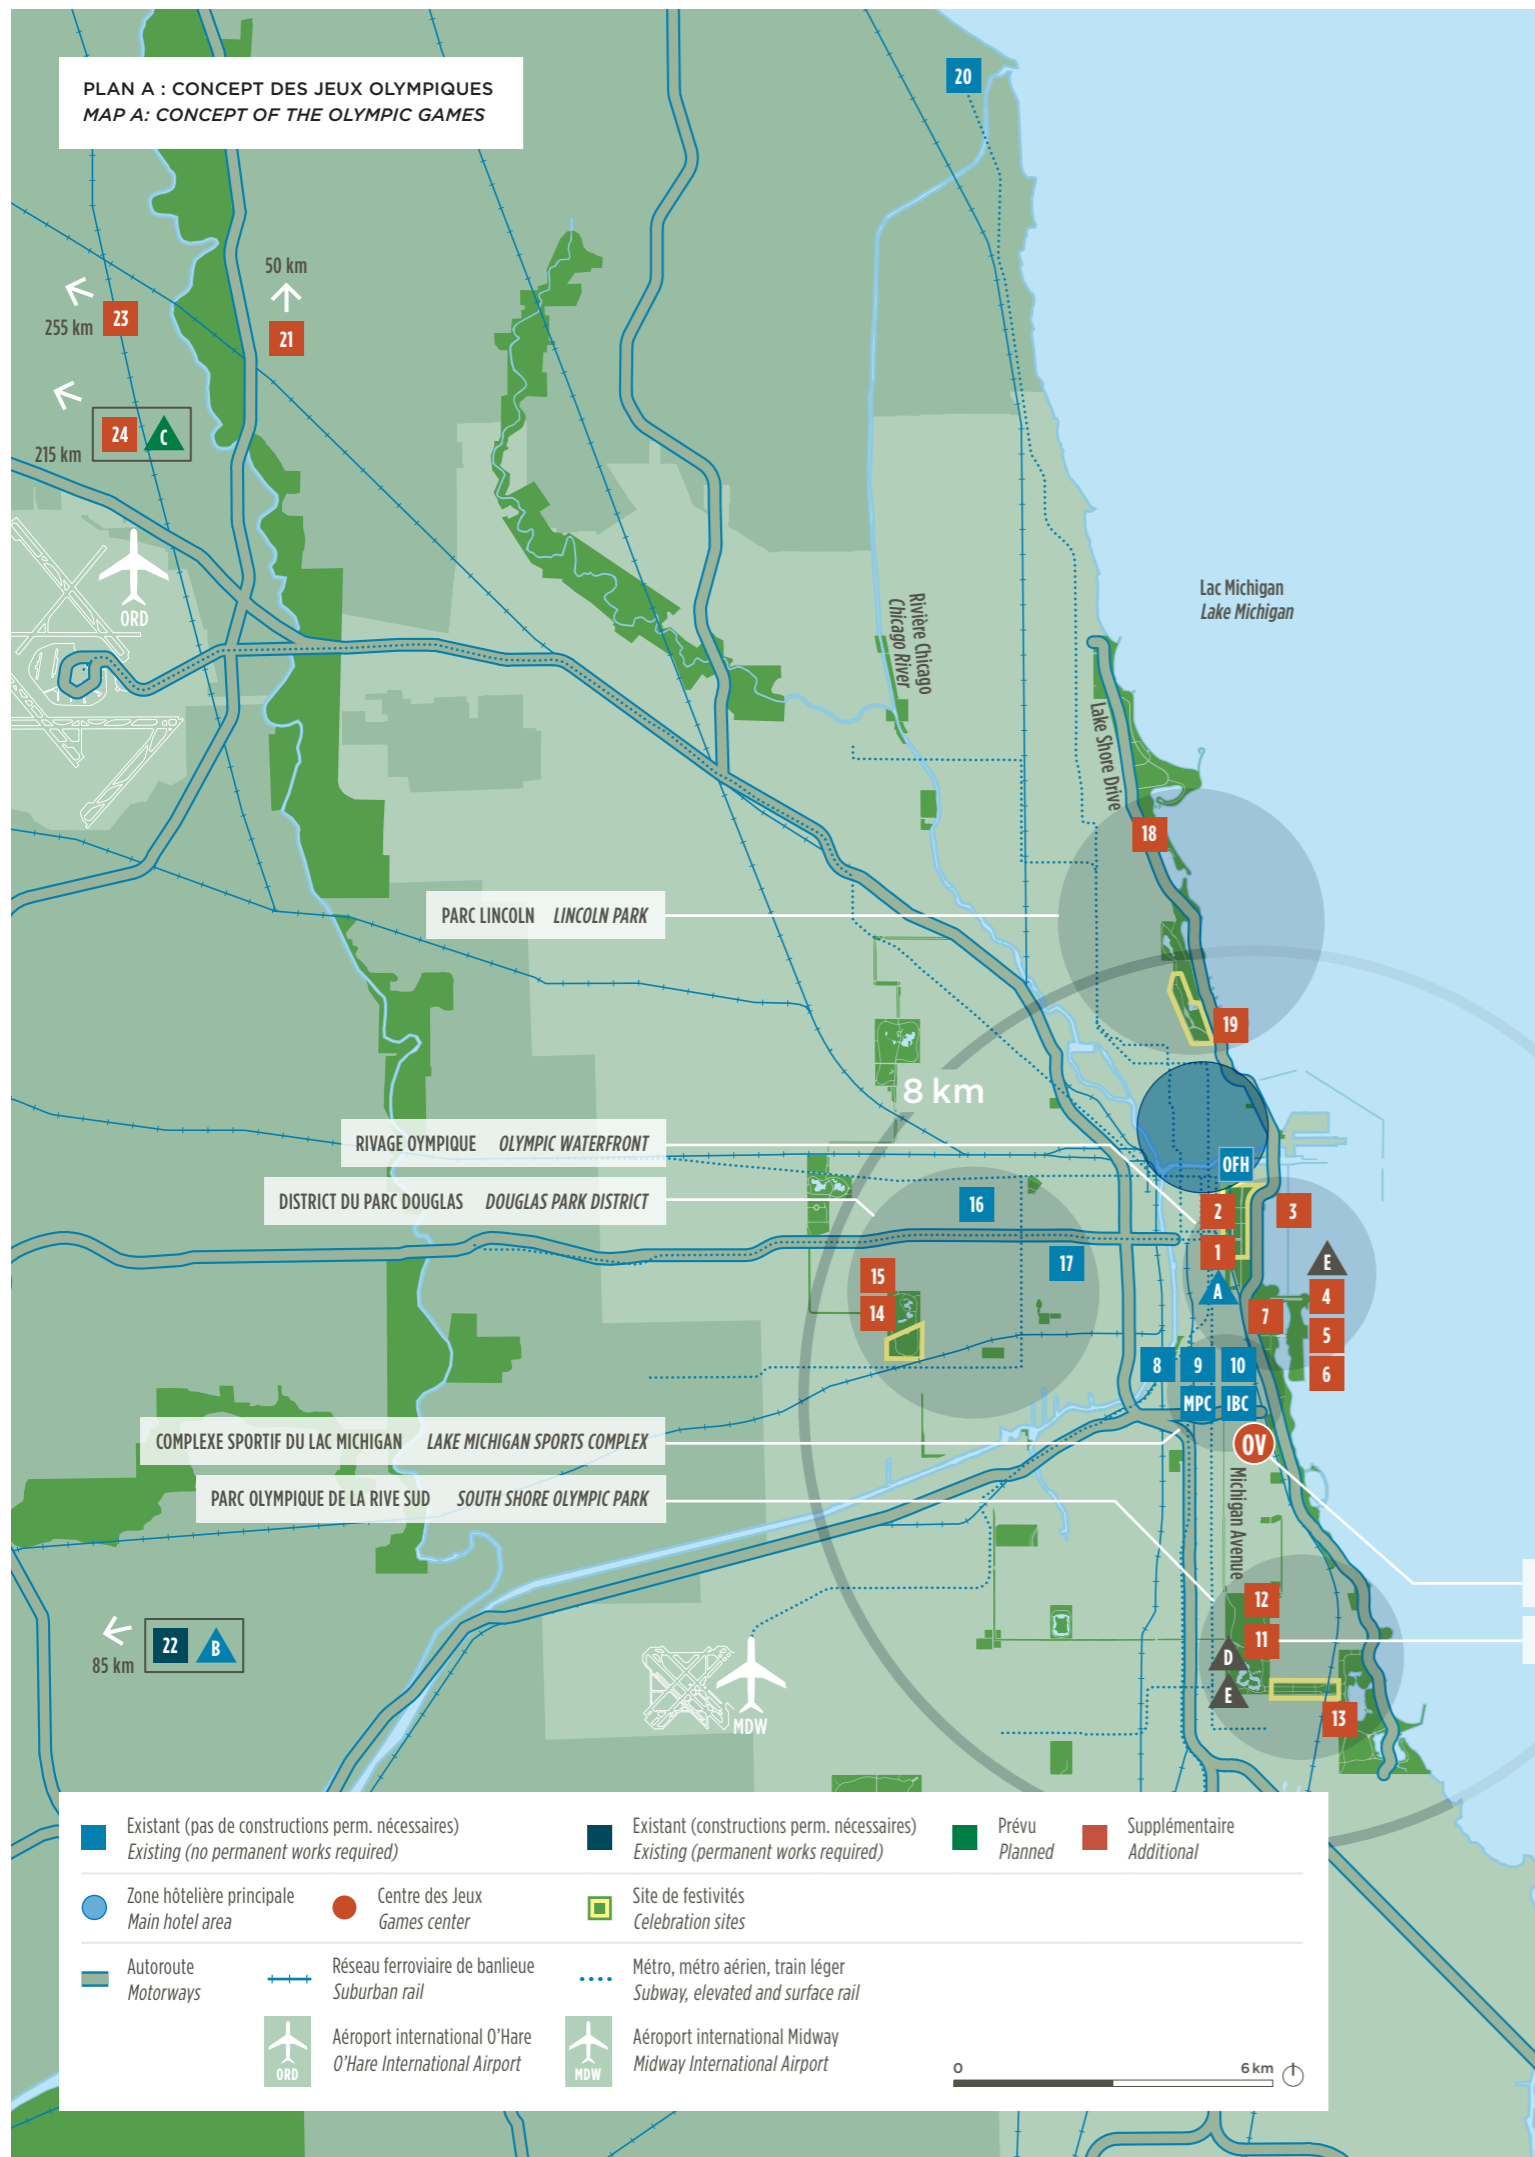 PLAN A : CONCEPT DES JEUX OLYMPIQUES
MAP A: CONCEPT OF THE OLYMPIC GAMES
20
50 km
23
255 km
21
24
C
215 km
ORD
Lac Michigan
Lake Michigan
Rivière Chicago
Chicago River
Lake Shore Drive
18
PARC LINCOLN LINCOLN PARK
19
8 km
RIVAGE OYMPIQUE OLYMPIC WATERFRONT
OFH
DISTRICT DU PARC DOUGLAS DOUGLAS PARK DISTRICT
16
2
3
1
17
E
15
A
4
14
7
5
8
9
10
6
MPC
IBC
COMPLEXE SPORTIF DU LAC MICHIGAN LAKE MICHIGAN SPORTS COMPLEX
OV
PARC OLYMPIQUE DE LA RIVE SUD SOUTH SHORE OLYMPIC PARK
Michigan Avenue
12
11
22
B
85 km
D
E
13
MDW
Existant (pas de constructions perm. nécessaires)
Existing (no permanent works required)
Existant (constructions perm. nécessaires)
Existing (permanent works required)
Prévu
Planned
Supplémentaire
Additional
Zone hôtelière principale
Main hotel area
Centre des Jeux
Games center
Site de festivités
Celebration sites
Autoroute
Motorways
Réseau ferroviaire de banlieue
Suburban rail
Métro, métro aérien, train léger
Subway, elevated and surface rail
ORD
Aéroport international O'Hare
O'Hare International Airport
MDW
Aéroport international Midway
Midway International Airport
0 6 km